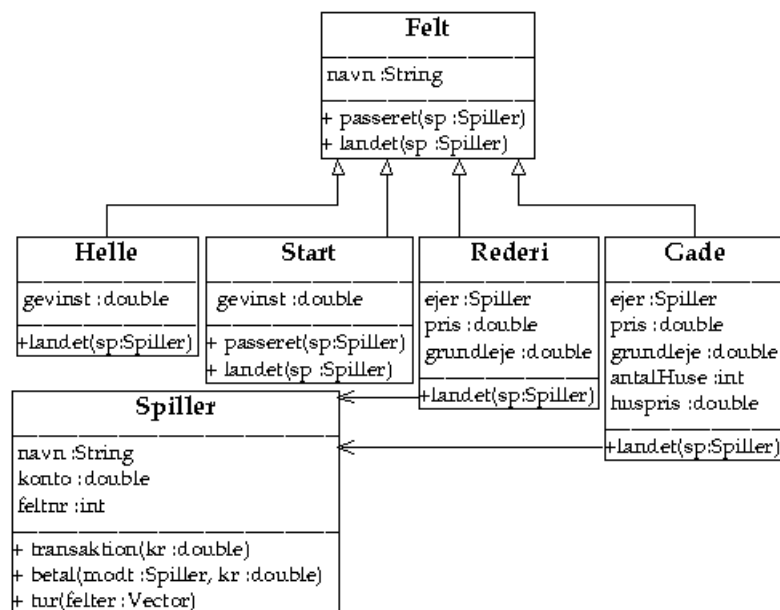 Felt
navn :String
+ passeret(sp :Spiller)
+ landet(sp :Spiller)
Helle
gevinst :double
+landet(sp:Spiller)
Start
gevinst :double
+ passeret(sp:Spiller)
+ landet(sp :Spiller)
Rederi
ejer :Spiller
pris :double
grundleje :double
+landet(sp:Spiller)
Gade
ejer :Spiller
pris :double
grundleje :double
antalHuse :int
huspris :double
+landet(sp:Spiller)
Spiller
navn :String
konto :double
feltnr :int
+ transaktion(kr :double)
+ betal(modt :Spiller, kr :double)
+ tur(felter :Vector)